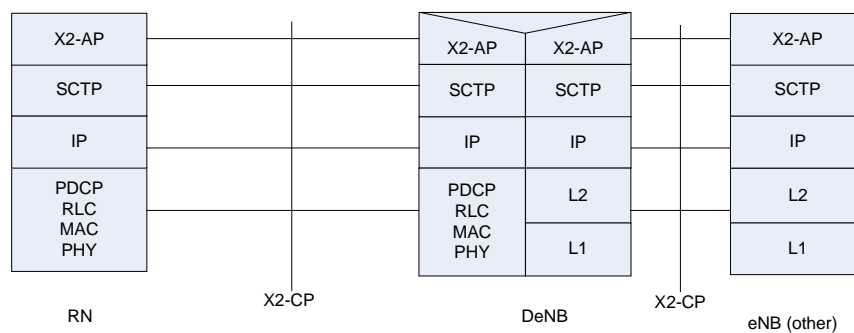 X2-AP
SCTP
IP
PDCP
RLC
MAC
PHY
RN
X2-CP
X2-AP X2-AP
SCTP SCTP
IP IP
PDCP
RLC
MAC
PHY
L2
L1
DeNB
X2-CP
X2-AP
SCTP
IP
L2
L1
eNB (other)